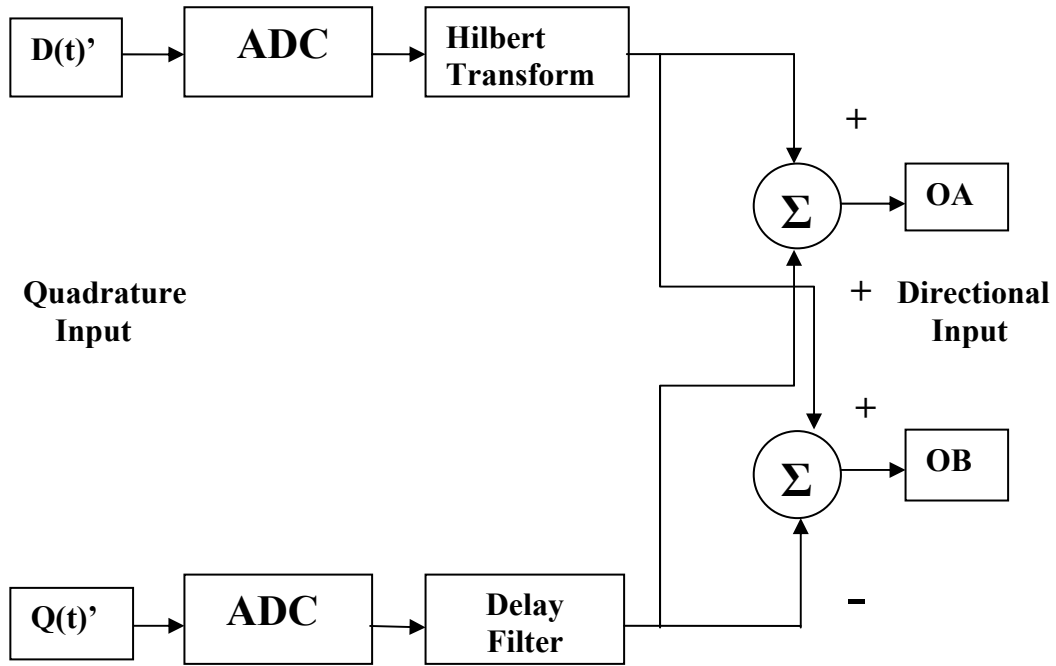 D(t)’
ADC
Hilbert
Transform
+
Σ
OA
Quadrature
Input
+
Directional
Input
+
Σ
OB
Q(t)’
ADC
Delay
Filter
-